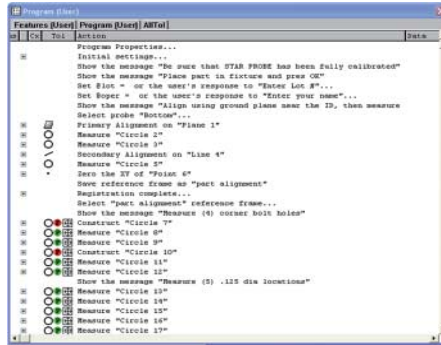 Program (User)
Features (User) Program (User) AllTol
Cx Tol Action Data
Program Properties...
Initial settings...
Show the message "Be sure that STAR PROBE has been fully calibrated"
Show the message "Place part in fixture and prss OK"
Set $lot = or the user's response to "Enter Lot #"...
Set $oper = or the user's response to "Enter your name"...
Show the message "Align using ground plane near the ID, then measure
Select probe "Bottom"...
Primary Alignment on "Plane 1"
Measure "Circle 2"
Measure "Circle 3"
Secondary Alignment on "Line 4"
Measure "Circle 5"
Zero the XY of "Point 6"
Save reference frame as "part alignment"
Registration complete...
Select "part alignment" reference frame...
Show the message "Measure (4) corner bolt holes"
Construct "Circle 7"
Measure "Circle 8"
Measure "Circle 9"
Construct "Circle 10"
Measure "Circle 11"
Measure "Circle 12"
Show the message "Measure (5) .125 dia locations"
Measure "Circle 13"
Measure "Circle 14"
Measure "Circle 15"
Measure "Circle 16"
Measure "Circle 17"